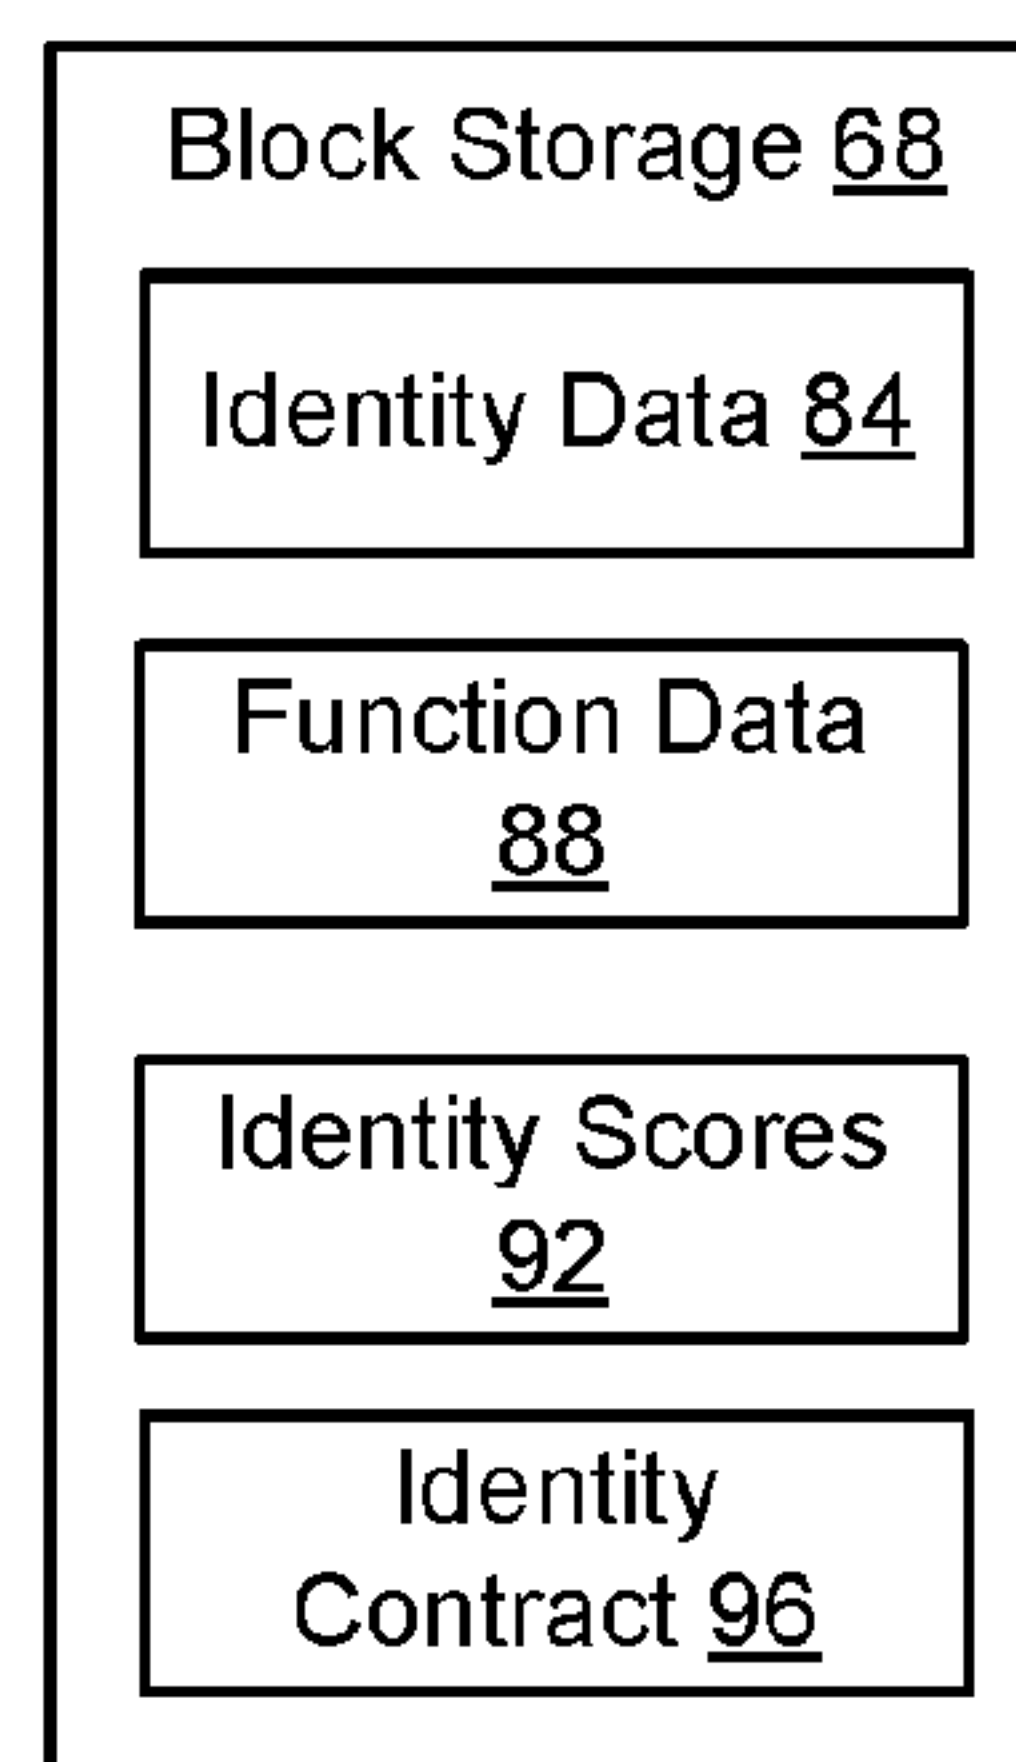 Block Storage 68
Identity Data 84
Function Data
88
Identity Scores
92
Identity
Contract 96